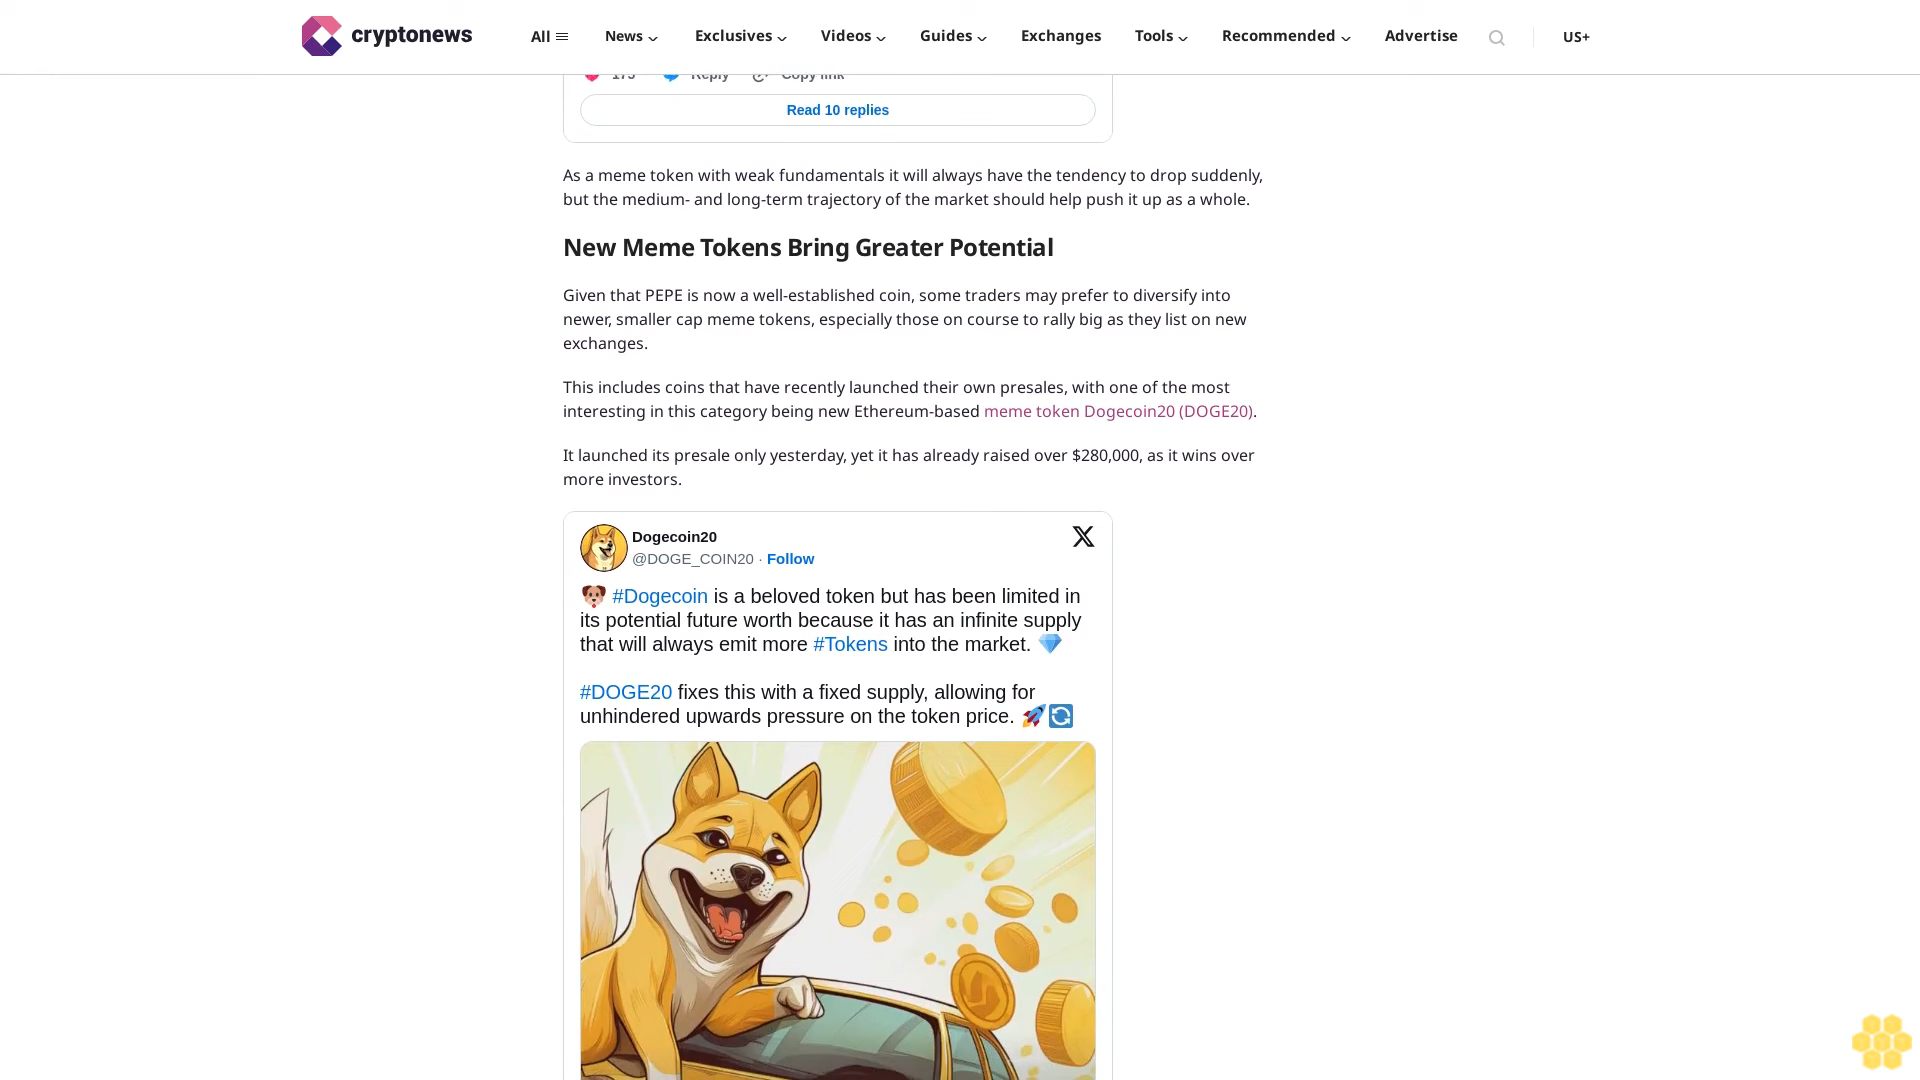 cryptonews
All
News
Exclusives
Videos
Guides
Exchanges
Tools
Recommended
Advertise
US+
175 Reply Copy link
Read 10 replies
As a meme token with weak fundamentals it will always have the tendency to drop suddenly,
but the medium- and long-term trajectory of the market should help push it up as a whole.
New Meme Tokens Bring Greater Potential
Given that PEPE is now a well-established coin, some traders may prefer to diversify into
newer, smaller cap meme tokens, especially those on course to rally big as they list on new
exchanges.
This includes coins that have recently launched their own presales, with one of the most
interesting in this category being new Ethereum-based meme token Dogecoin20 (DOGE20).
It launched its presale only yesterday, yet it has already raised over $280,000, as it wins over
more investors.
Dogecoin20
@DOGE_COIN20 · Follow
#Dogecoin is a beloved token but has been limited in
its potential future worth because it has an infinite supply
that will always emit more #Tokens into the market.
#DOGE20 fixes this with a fixed supply, allowing for
unhindered upwards pressure on the token price.